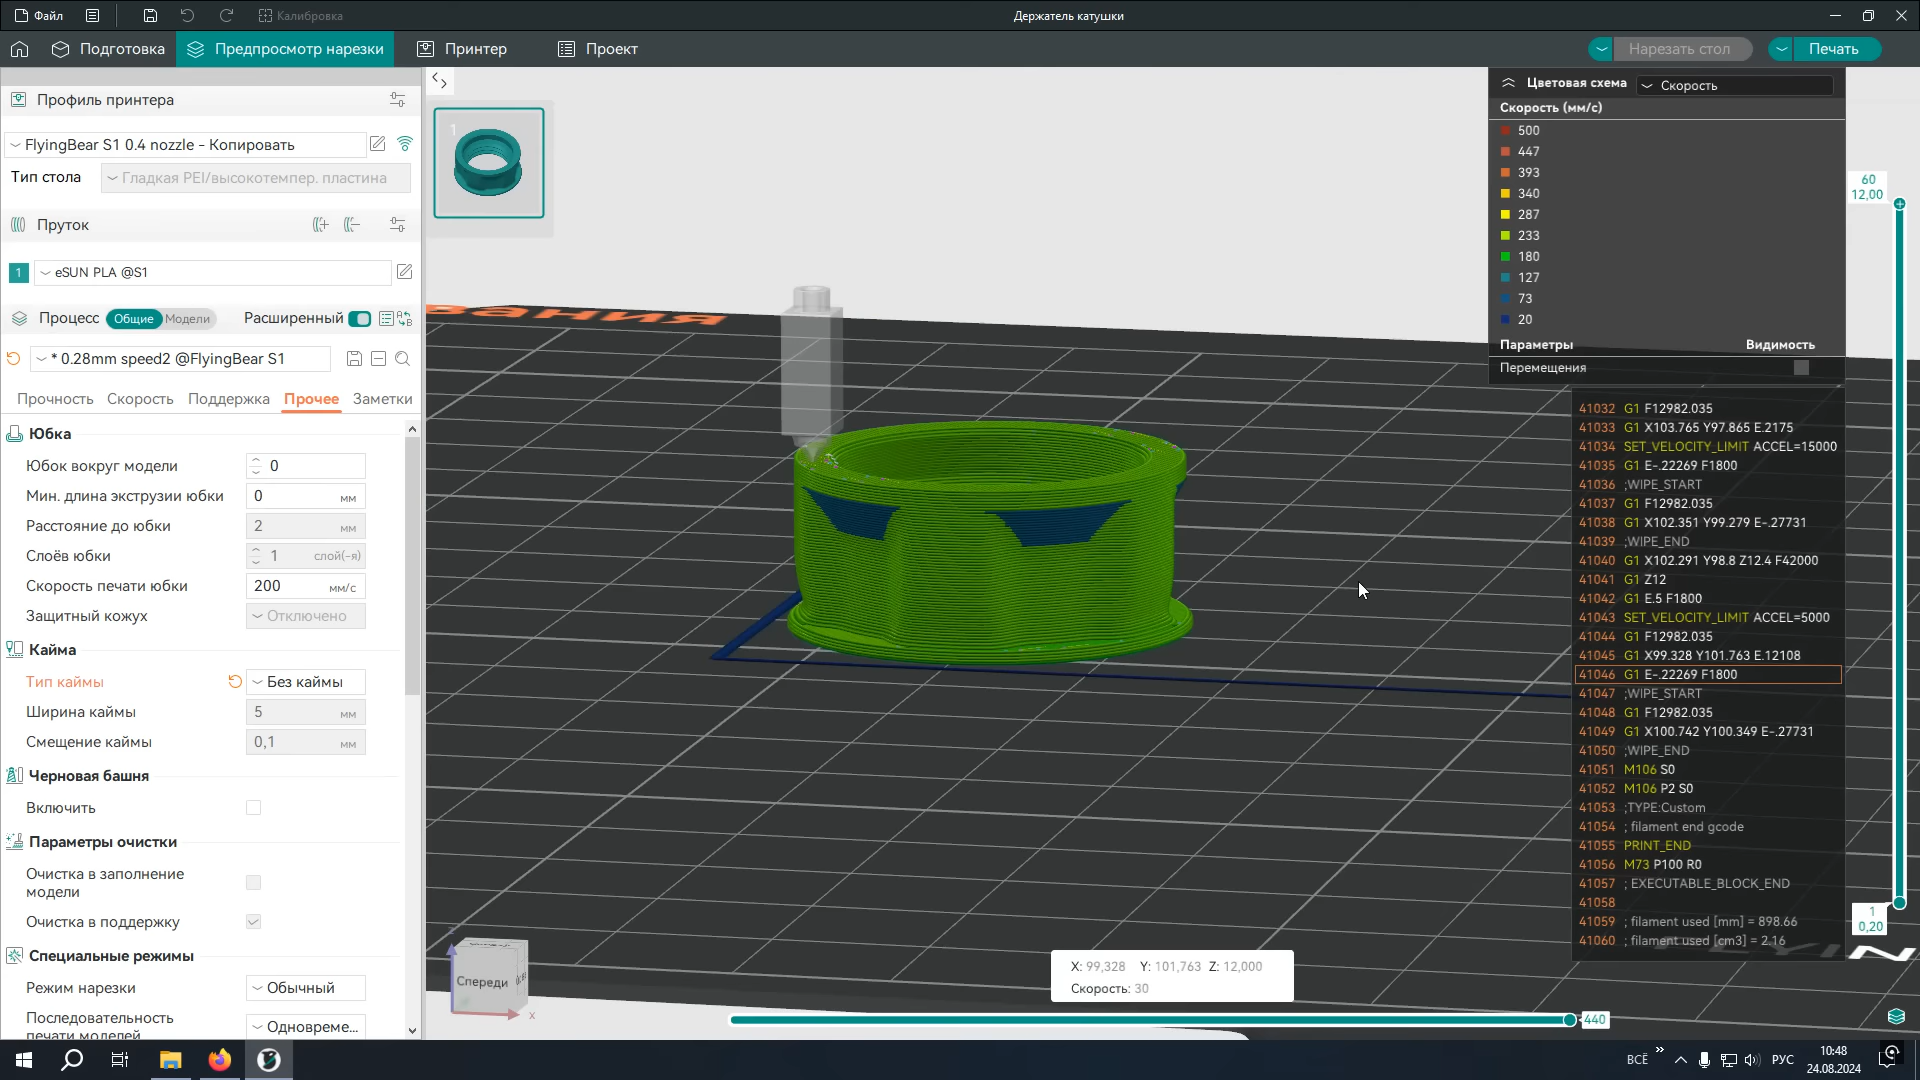 Файл
Калибровка
Держатель катушки
Подготовка
Предпросмотр нарезки
Принтер
Проект
Нарезать стол
Печать
Профиль принтера
FlyingBear S1 0.4 nozzle - Копировать
Тип стола
Гладкая PEI/высокотемпер. пластина
Пруток
1
eSUN PLA @S1
Процесс
Общие
Модели
Расширенный
* 0.28mm speed2 @FlyingBear S1
Прочность
Скорость
Поддержка
Прочее
Заметки
Юбка
Юбок вокруг модели
0
Мин. длина экструзии юбки
0 мм
Расстояние до юбки
2 мм
Слоёв юбки
1 слой(-я)
Скорость печати юбки
200 мм/с
Защитный кожух
Отключено
Кайма
Тип каймы
Без каймы
Ширина каймы
5 мм
Смещение каймы
0,1 мм
Черновая башня
Включить
Параметры очистки
Очистка в заполнение
модели
Очистка в поддержку
Специальные режимы
Режим нарезки
Обычный
Последовательность
печати моделей
Одновреме...
1
вания
Спереди
x
Цветовая схема
Скорость
Скорость (мм/с)
500
447
393
340
287
233
180
127
73
20
Параметры
Видимость
Перемещения
41032 G1 F12982.035
41033 G1 X103.765 Y97.865 E.2175
41034 SET_VELOCITY_LIMIT ACCEL=15000
41035 G1 E-.22269 F1800
41036 ;WIPE_START
41037 G1 F12982.035
41038 G1 X102.351 Y99.279 E-.27731
41039 ;WIPE_END
41040 G1 X102.291 Y98.8 Z12.4 F42000
41041 G1 Z12
41042 G1 E.5 F1800
41043 SET_VELOCITY_LIMIT ACCEL=5000
41044 G1 F12982.035
41045 G1 X99.328 Y101.763 E.12108
41046 G1 E-.22269 F1800
41047 ;WIPE_START
41048 G1 F12982.035
41049 G1 X100.742 Y100.349 E-.27731
41050 ;WIPE_END
41051 M106 S0
41052 M106 P2 S0
41053 ;TYPE:Custom
41054 ; filament end gcode
41055 PRINT_END
41056 M73 P100 R0
41057 ; EXECUTABLE_BLOCK_END
41058
41059 ; filament used [mm] = 898.66
41060 ; filament used [cm3] = 2.16
60
12,00
1
0,20
X: 99,328 Y: 101,763 Z: 12,000
Скорость: 30
440
ВСЁ
РУС
10:48
24.08.2024